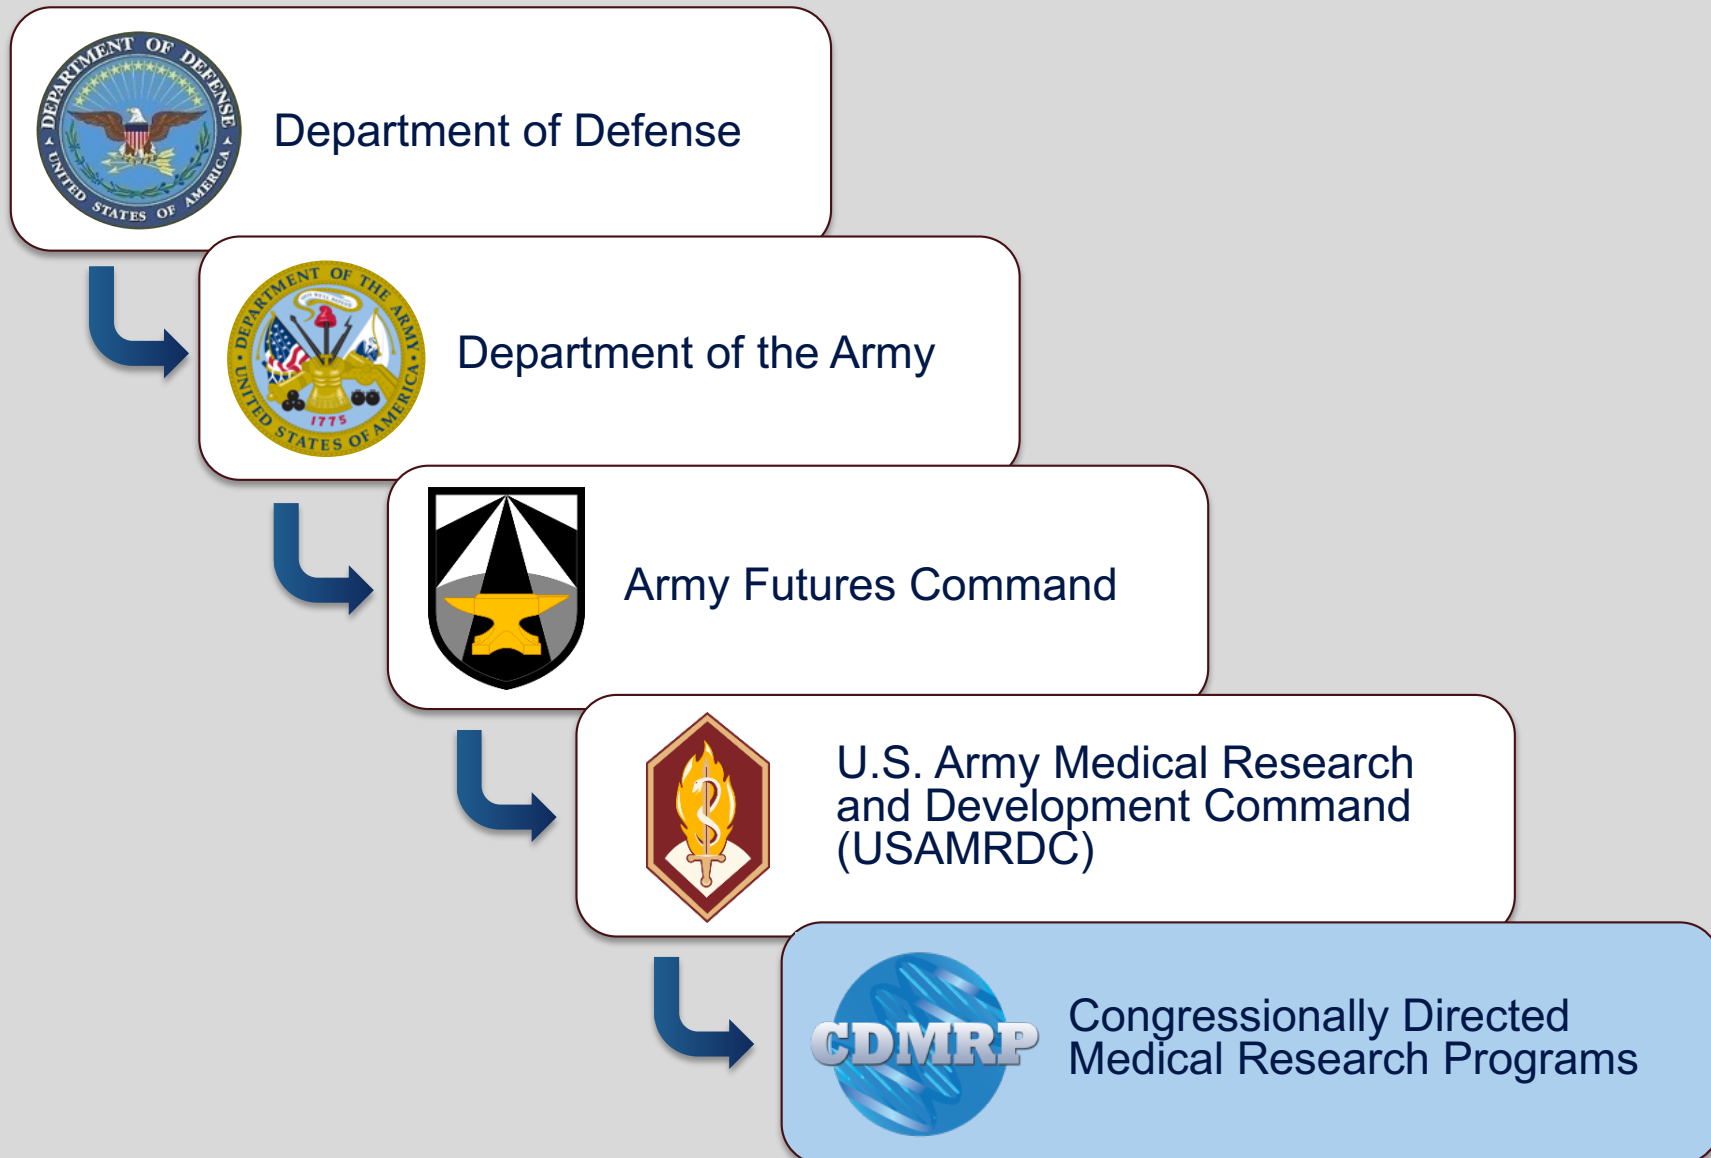 DEPARTMENT OF DEFENSE
UNITED STATES OF AMERICA
Department of Defense
DEPARTMENT OF THE ARMY
UNITED STATES OF AMERICA
1775
Department of the Army
Army Futures Command
U.S. Army Medical Research
and Development Command
(USAMRDC)
CDMRP
Congressionally Directed
Medical Research Programs